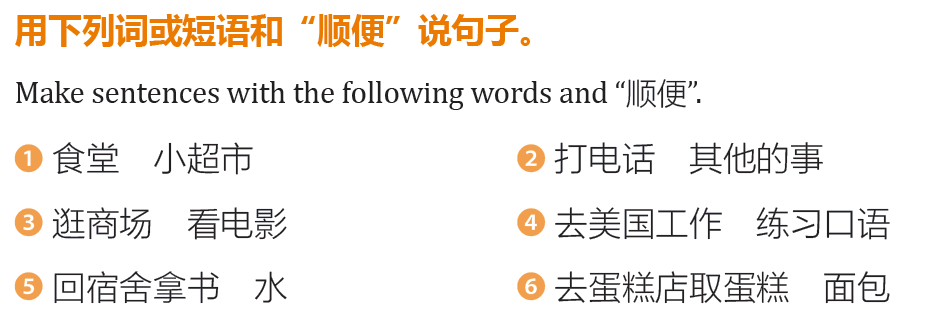 用下列词或短语和“顺便”说句子。
Make sentences with the following words and “顺便”.
1 食堂 小超市
2 打电话 其他的事
3 逛商场 看电影
4 去美国工作 练习口语
5 回宿舍拿书 水
6 去蛋糕店取蛋糕 面包